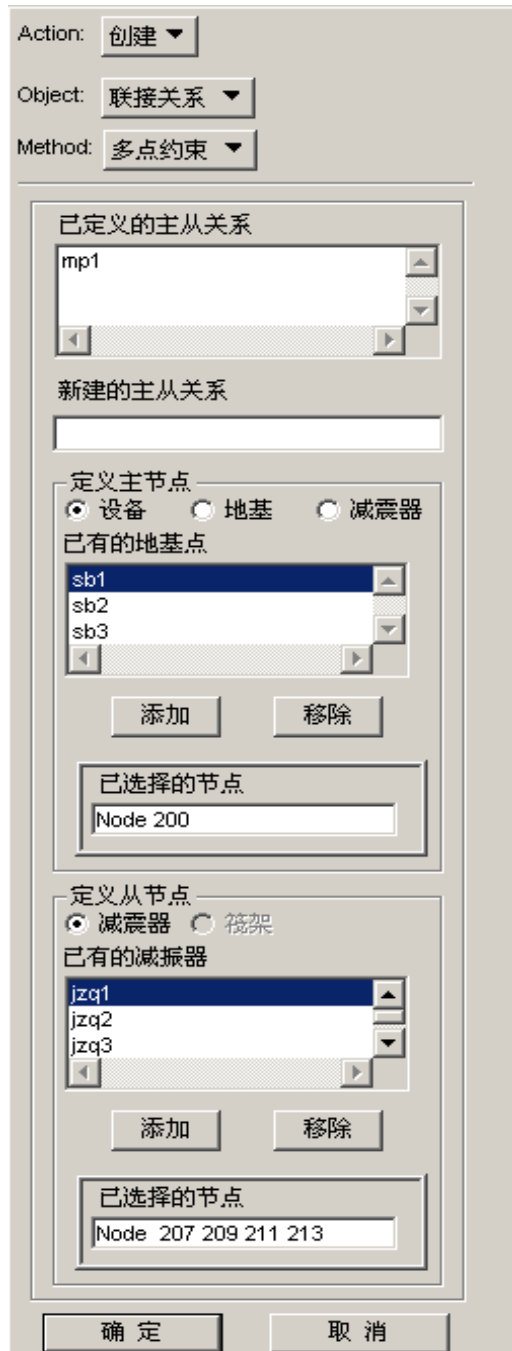 Action: 创建
Object: 联接关系
Method: 多点约束
已定义的主从关系
mp1
新建的主从关系
定义主节点
设备 地基 减震器
已有的地基点
sb1
sb2
sb3
添加 移除
已选择的节点
Node 200
定义从节点
减震器 筏架
已有的减振器
jzq1
jzq2
jzq3
添加 移除
已选择的节点
Node 207 209 211 213
确 定 取 消